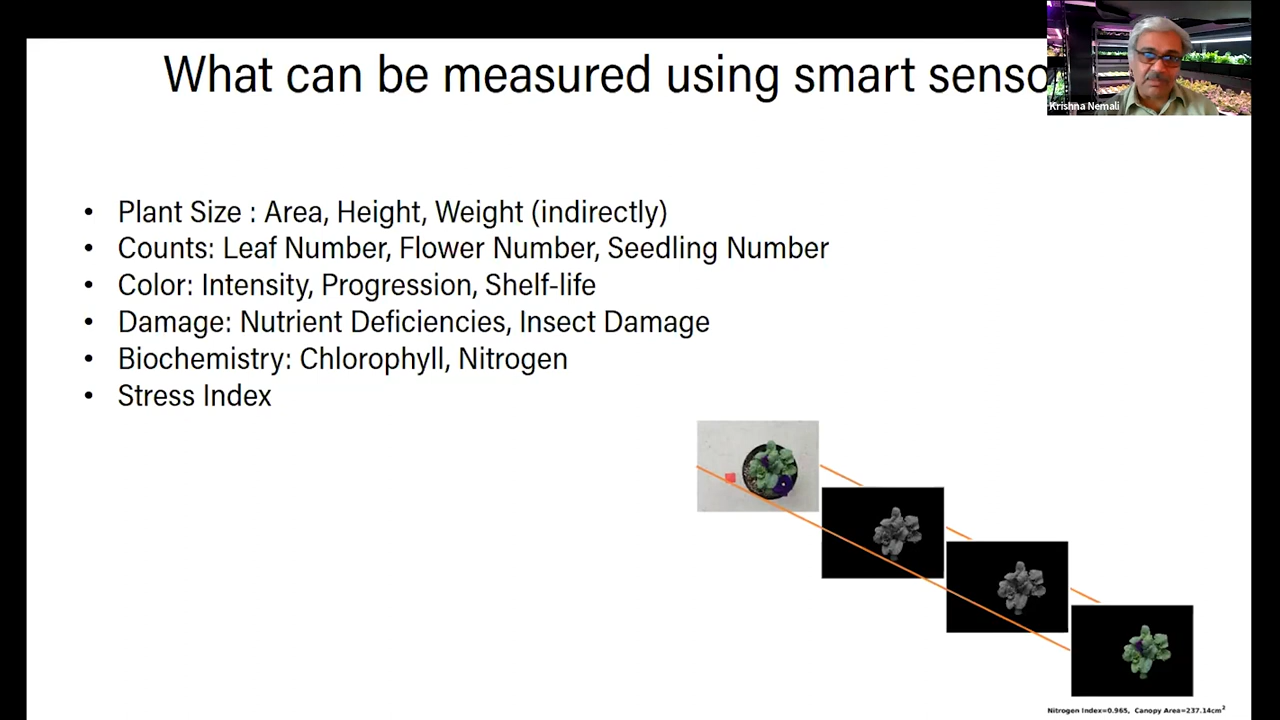 What can be measured using smart senso
Krishna Nemali
• Plant Size : Area, Height, Weight (indirectly)
• Counts: Leaf Number, Flower Number, Seedling Number
• Color: Intensity, Progression, Shelf-life
• Damage: Nutrient Deficiencies, Insect Damage
• Biochemistry: Chlorophyll, Nitrogen
• Stress Index
Nitrogen Index=0.965, Canopy Area=237.14cm²